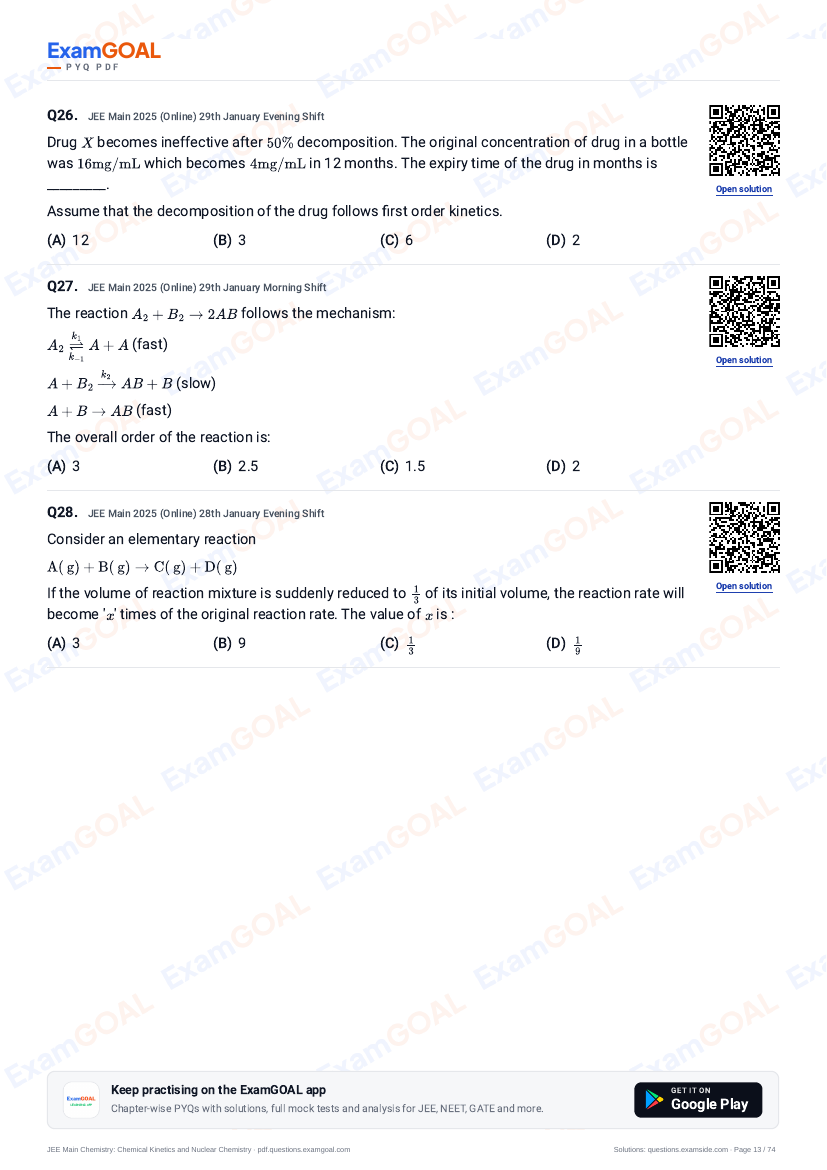 ExamGOAL
PYQ PDF
Q26. JEE Main 2025 (Online) 29th January Evening Shift
Drug X becomes ineffective after 50% decomposition. The original concentration of drug in a bottle
was 16mg/mL which becomes 4mg/mL in 12 months. The expiry time of the drug in months is
_________.
Assume that the decomposition of the drug follows first order kinetics.
(A) 12 (B) 3 (C) 6 (D) 2
Open solution
Q27. JEE Main 2025 (Online) 29th January Morning Shift
The reaction A₂ + B₂ → 2AB follows the mechanism:
A₂ ⇌ A + A (fast) k₁ k₋₁
A + B₂ →(k₂) AB + B (slow)
A + B → AB (fast)
The overall order of the reaction is:
(A) 3 (B) 2.5 (C) 1.5 (D) 2
Open solution
Q28. JEE Main 2025 (Online) 28th January Evening Shift
Consider an elementary reaction
A( g) + B( g) → C( g) + D( g)
If the volume of reaction mixture is suddenly reduced to 1/3 of its initial volume, the reaction rate will
become 'x' times of the original reaction rate. The value of x is :
(A) 3 (B) 9 (C) 1/3 (D) 1/9
Open solution
Keep practising on the ExamGOAL app
Chapter-wise PYQs with solutions, full mock tests and analysis for JEE, NEET, GATE and more.
GET IT ON
Google Play
JEE Main Chemistry: Chemical Kinetics and Nuclear Chemistry · pdf.questions.examgoal.com
Solutions: questions.examside.com · Page 13 / 74